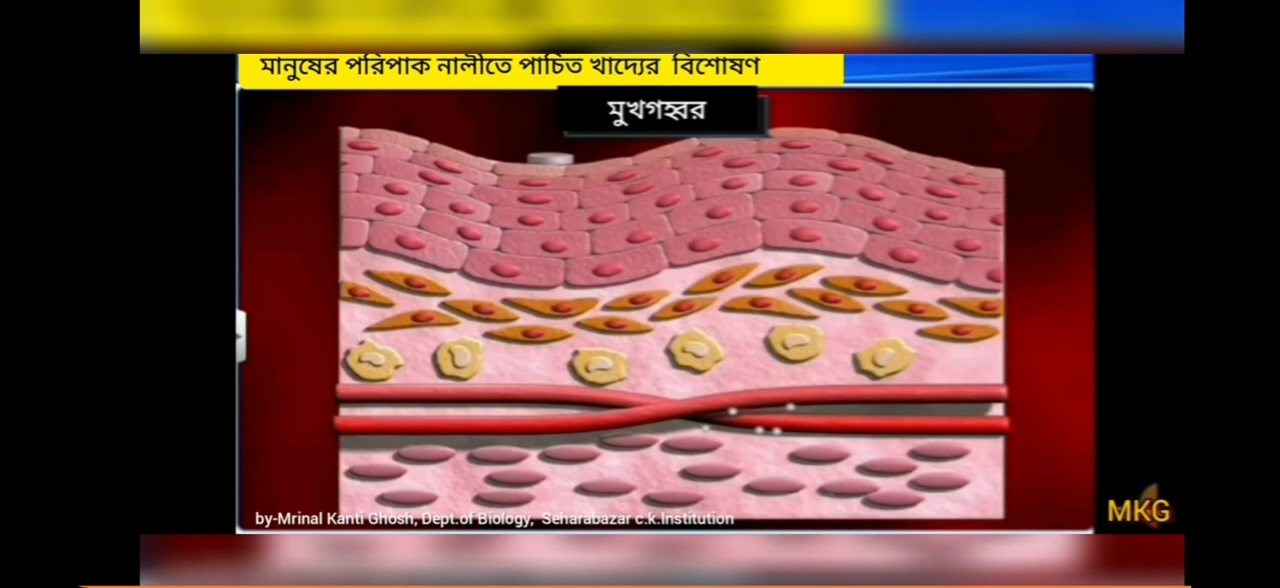 মানুষের পরিপাক নালীতে পাচিত খাদ্যের বিশোষণ
মুখগহ্বর
by-Mrinal Kanti Ghosh, Dept.of Biology, Seharabazar c.k.Institution
MKG